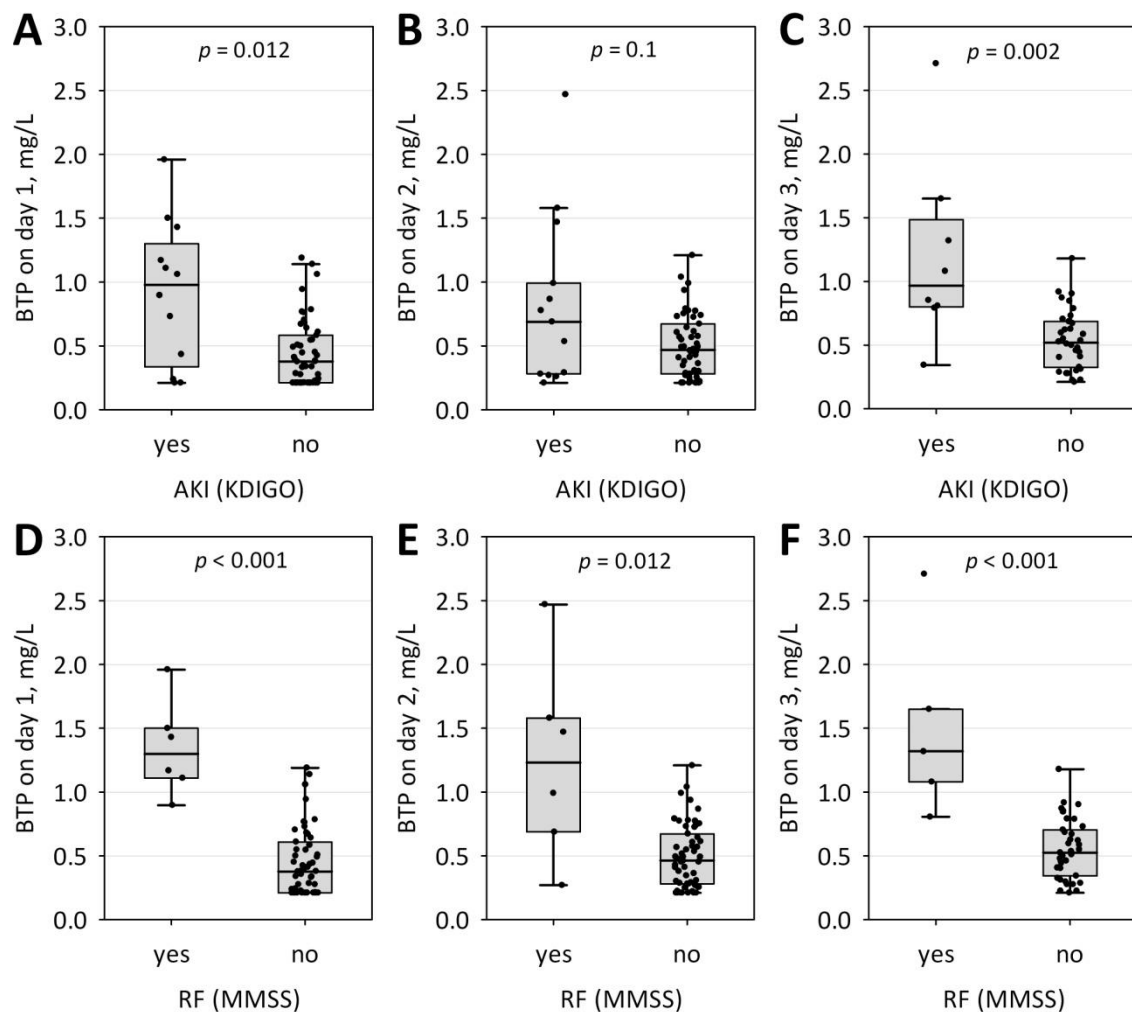 A
BTP on day 1, mg/L
3.0
2.5
2.0
1.5
1.0
0.5
0.0
p = 0.012
yes
no
AKI (KDIGO)
B
BTP on day 2, mg/L
3.0
2.5
2.0
1.5
1.0
0.5
0.0
p = 0.1
yes
no
AKI (KDIGO)
C
BTP on day 3, mg/L
3.0
2.5
2.0
1.5
1.0
0.5
0.0
p = 0.002
yes
no
AKI (KDIGO)
D
BTP on day 1, mg/L
3.0
2.5
2.0
1.5
1.0
0.5
0.0
p < 0.001
yes
no
RF (MMSS)
E
BTP on day 2, mg/L
3.0
2.5
2.0
1.5
1.0
0.5
0.0
p = 0.012
yes
no
RF (MMSS)
F
BTP on day 3, mg/L
3.0
2.5
2.0
1.5
1.0
0.5
0.0
p < 0.001
yes
no
RF (MMSS)